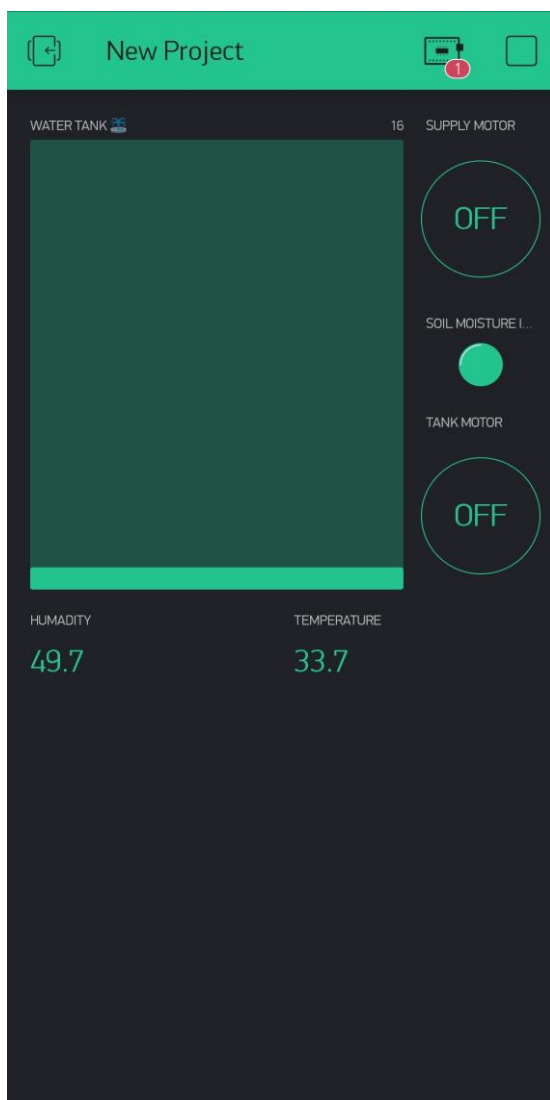 New Project
1
WATER TANK ⛲ 16
SUPPLY MOTOR
OFF
SOIL MOISTURE I...
TANK MOTOR
OFF
HUMADITY
TEMPERATURE
49.7
33.7